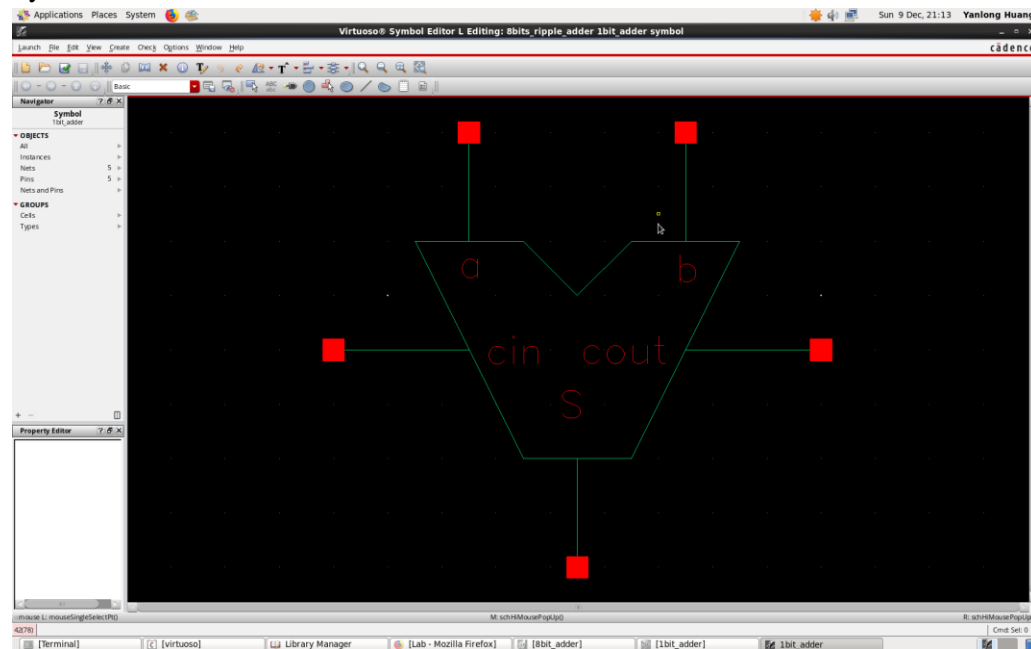 Applications Places System Sun 9 Dec, 21:13 Yanlong Huang
Virtuoso® Symbol Editor L Editing: 8bits_ripple_adder 1bit_adder symbol
Launch File Edit View Create Check Options Window Help cādence
Basic
Navigator ? X
Symbol
1bit_adder
OBJECTS
All
Instances
Nets 5
Pins 5
Nets and Pins
GROUPS
Cells
Types
a b
cin cout
S
Property Editor ? X
mouse L: mouseSingleSelectPt() M: schHiMousePopUp() R: schHiMousePopUp
42(78) Cmd: Sel: 0
[Terminal] [virtuoso] Library Manager [Lab - Mozilla Firefox] [8bit_adder] [1bit_adder] 1bit_adder